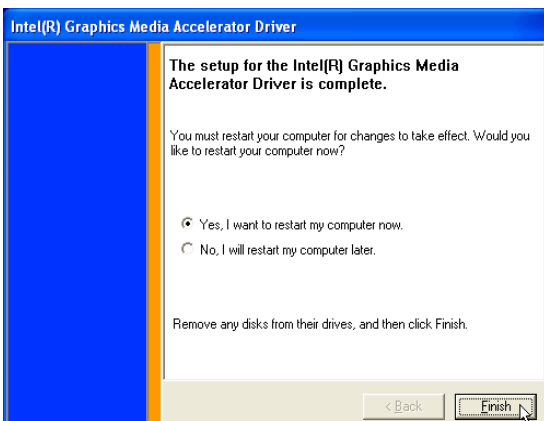 Intel(R) Graphics Media Accelerator Driver
The setup for the Intel(R) Graphics Media
Accelerator Driver is complete.
You must restart your computer for changes to take effect. Would you
like to restart your computer now?
Yes, I want to restart my computer now.
No, I will restart my computer later.
Remove any disks from their drives, and then click Finish.
< Back
Finish